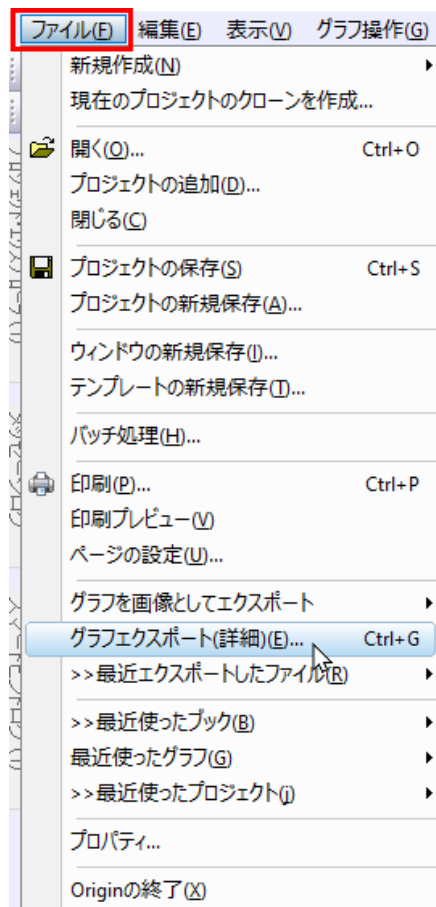 ファイル(F) 編集(E) 表示(V) グラフ操作(G)
新規作成(N)
現在のプロジェクトのクローンを作成...
開く(O)... Ctrl+O
プロジェクトの追加(D)...
閉じる(C)
プロジェクトの保存(S) Ctrl+S
プロジェクトの新規保存(A)...
ウィンドウの新規保存(I)...
テンプレートの新規保存(T)...
バッチ処理(H)...
印刷(P)... Ctrl+P
印刷プレビュー(V)
ページの設定(U)...
グラフを画像としてエクスポート
グラフエクスポート(詳細)(E)... Ctrl+G
>>最近エクスポートしたファイル(R)
>>最近使ったブック(B)
最近使ったグラフ(G)
>>最近使ったプロジェクト(j)
プロパティ...
Originの終了(X)